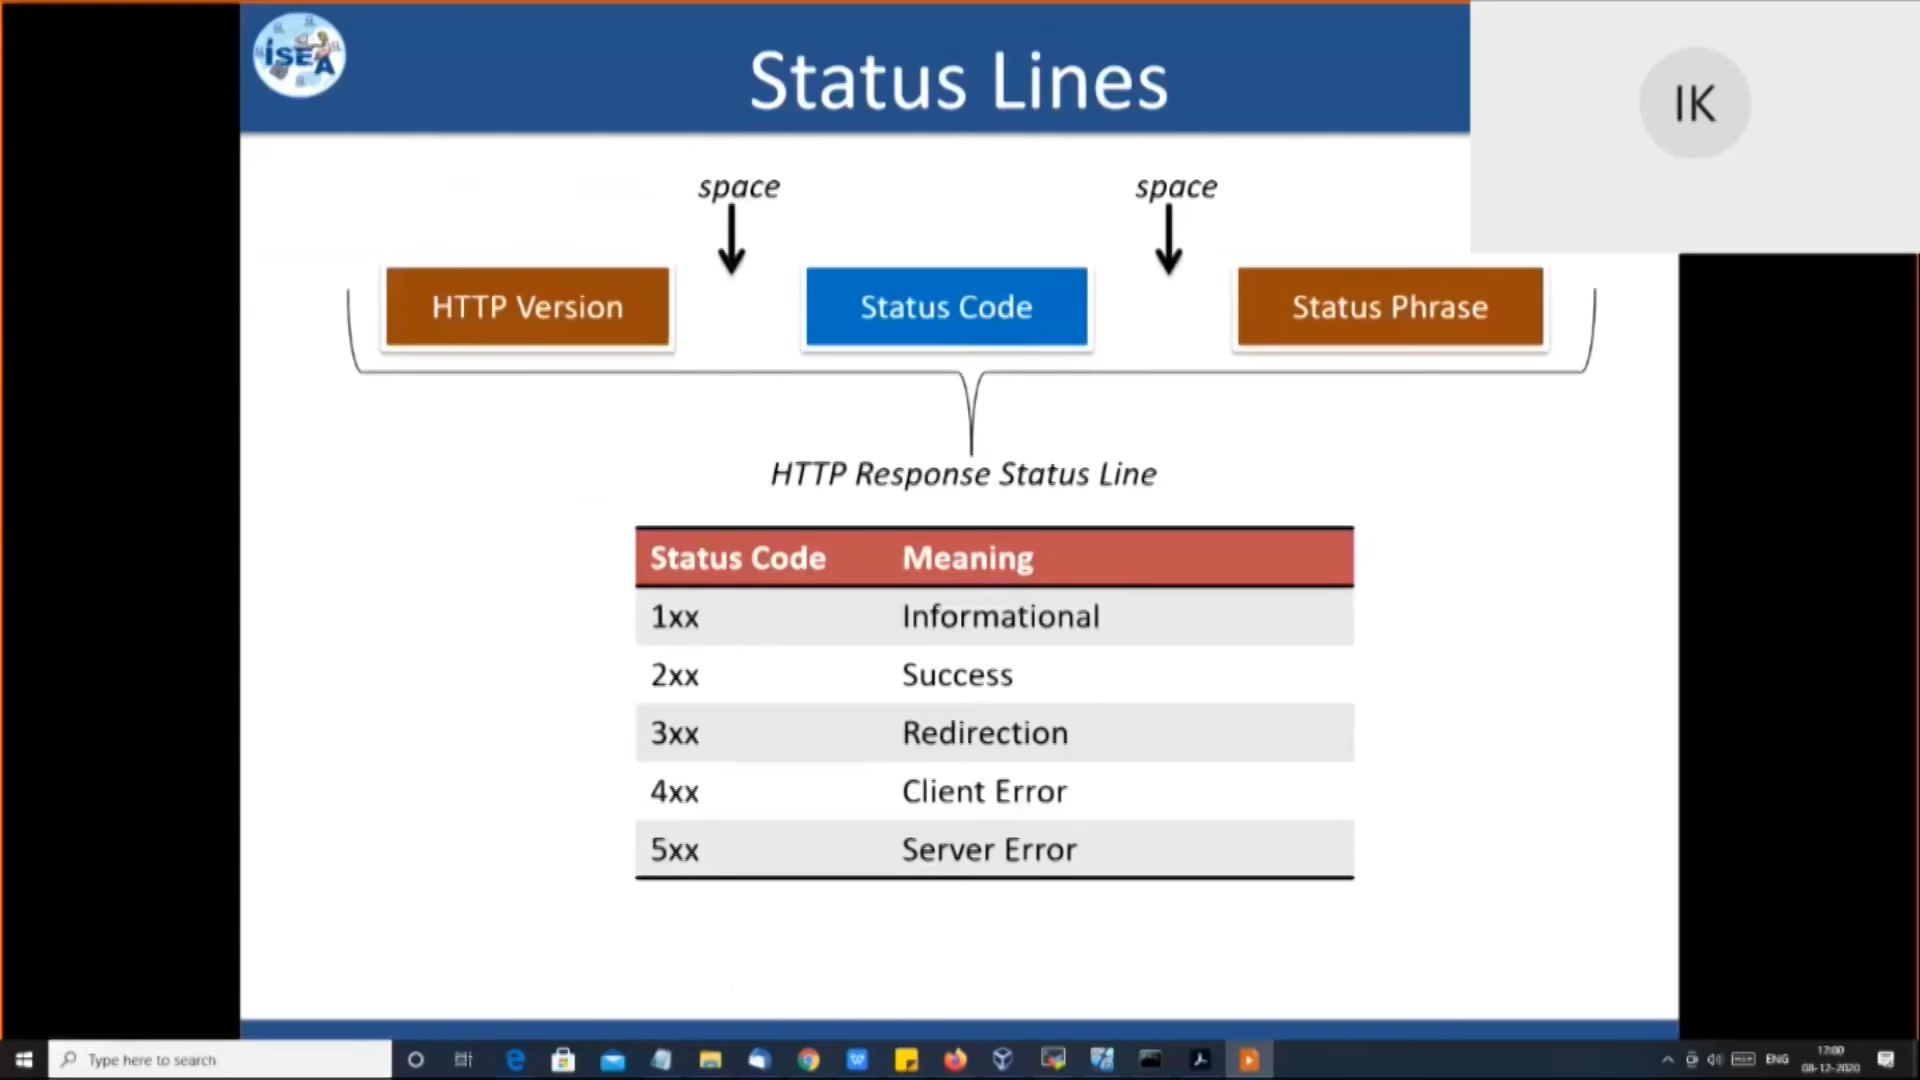 iSEA
Status Lines
IK
space space
HTTP Version Status Code Status Phrase
HTTP Response Status Line
Status Code Meaning
1xx Informational
2xx Success
3xx Redirection
4xx Client Error
5xx Server Error
Type here to search
ENG
17:00
08-12-2020